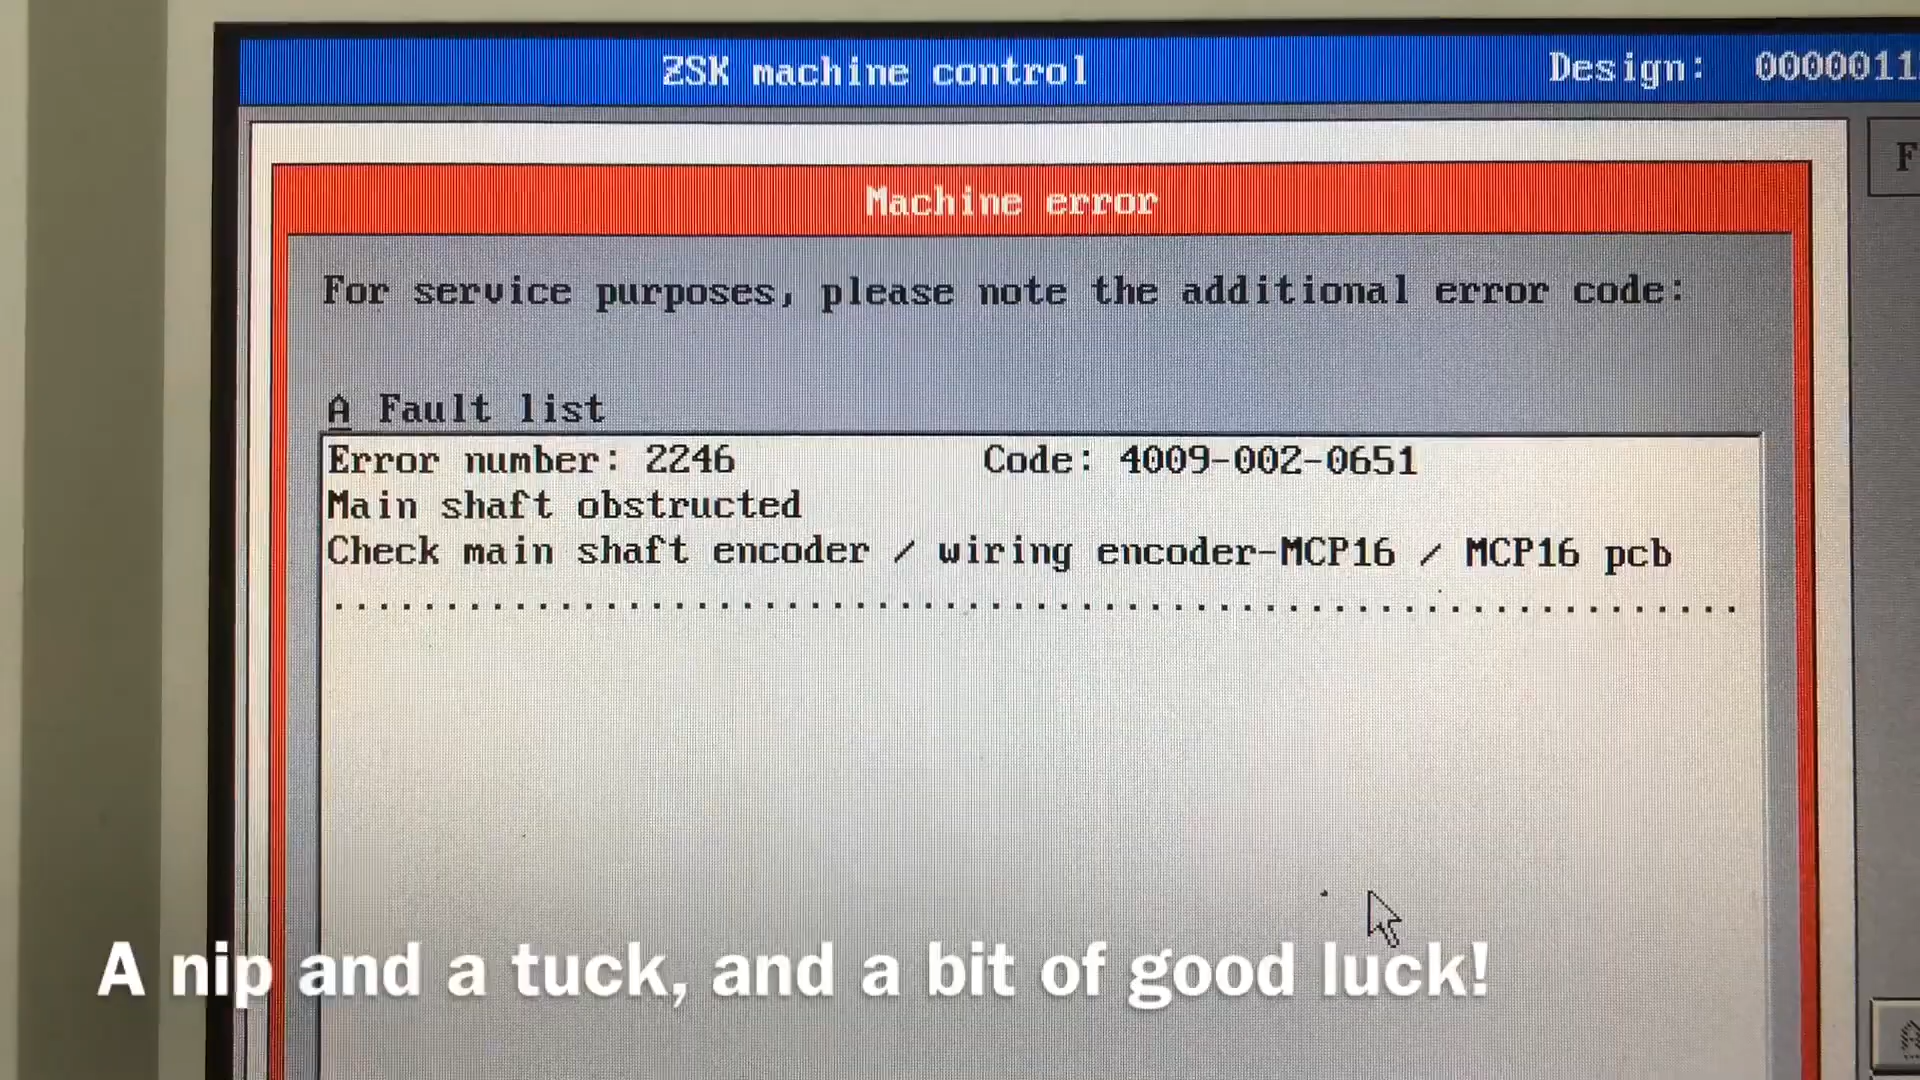 ZSK machine control
Design: 0000011
F
Machine error
For service purposes, please note the additional error code:
A Fault list
Error number: 2246 Code: 4009-002-0651
Main shaft obstructed
Check main shaft encoder / wiring encoder-MCP16 / MCP16 pcb
A nip and a tuck, and a bit of good luck!